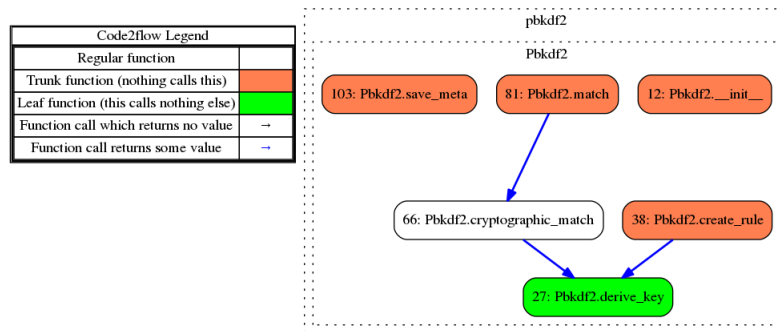 Code2flow Legend
Regular function
Trunk function (nothing calls this)
Leaf function (this calls nothing else)
Function call which returns no value →
Function call returns some value →
pbkdf2
Pbkdf2
103: Pbkdf2.save_meta
81: Pbkdf2.match
12: Pbkdf2.__init__
66: Pbkdf2.cryptographic_match
38: Pbkdf2.create_rule
27: Pbkdf2.derive_key